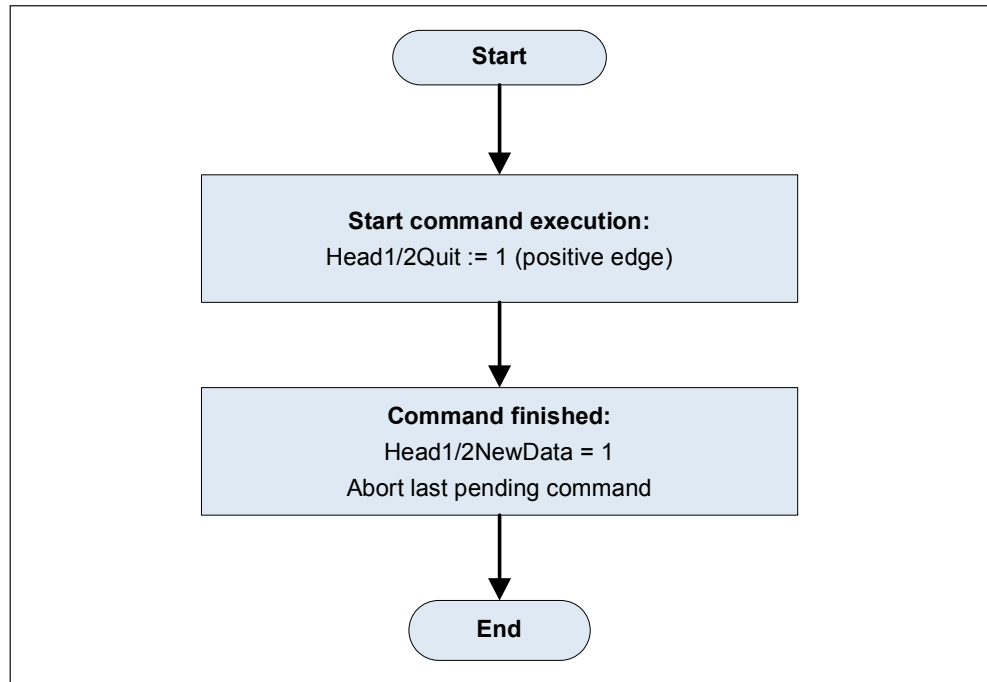 Start
Start command execution:
Head1/2Quit := 1 (positive edge)
Command finished:
Head1/2NewData = 1
Abort last pending command
End